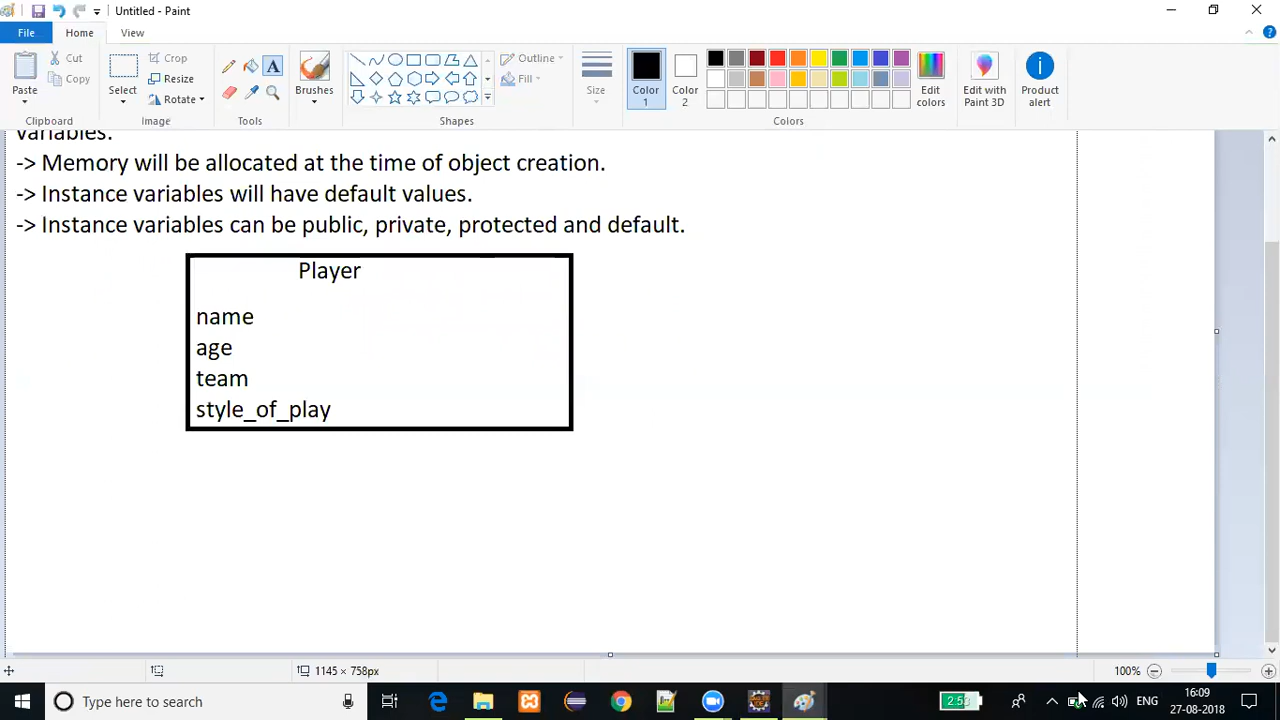 Untitled - Paint
File
Home
View
Paste
Cut
Copy
Clipboard
Select
Crop
Resize
Rotate
Image
A
Tools
Brushes
Shapes
Outline
Fill
Size
Color
1
Color
2
Colors
Edit
colors
Edit with
Paint 3D
Product
alert
variables.
-> Memory will be allocated at the time of object creation.
-> Instance variables will have default values.
-> Instance variables can be public, private, protected and default.
Player
name
age
team
style_of_play
1145 × 758px
100%
Type here to search
2:53
ENG
16:09
27-08-2018